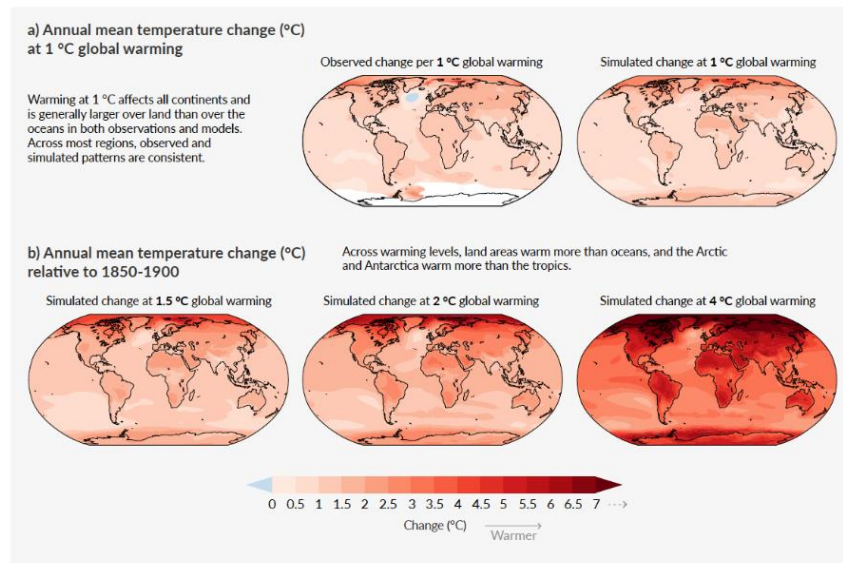 a) Annual mean temperature change (°C)
at 1 °C global warming
Warming at 1 °C affects all continents and
is generally larger over land than over the
oceans in both observations and models.
Across most regions, observed and
simulated patterns are consistent.
Observed change per 1 °C global warming
Simulated change at 1 °C global warming
b) Annual mean temperature change (°C)
relative to 1850-1900
Across warming levels, land areas warm more than oceans, and the Arctic
and Antarctica warm more than the tropics.
Simulated change at 1.5 °C global warming
Simulated change at 2 °C global warming
Simulated change at 4 °C global warming
0 0.5 1 1.5 2 2.5 3 3.5 4 4.5 5 5.5 6 6.5 7
Change (°C)
Warmer